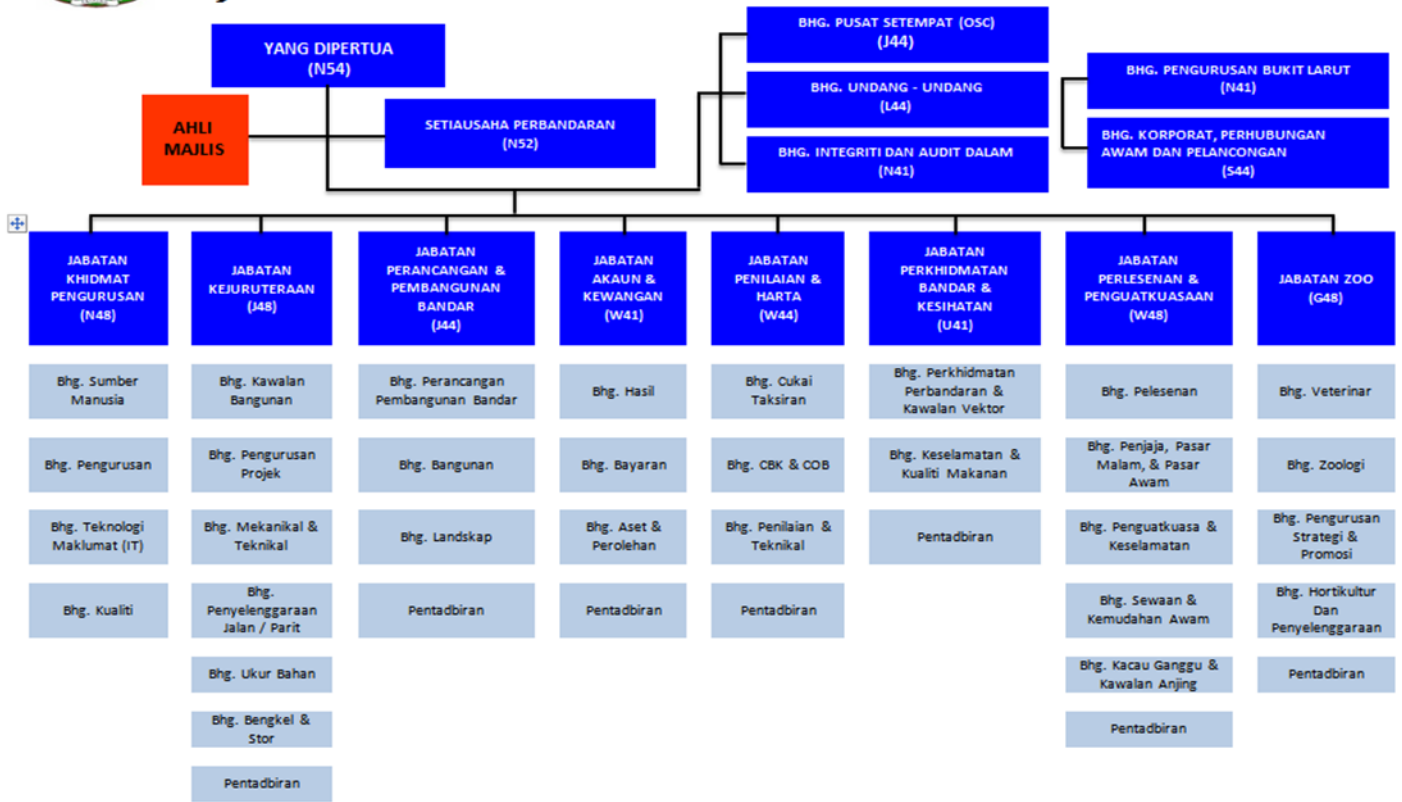 YANG DIPERTUA
(N54)
AHLI
MAJLIS
SETIAUSAHA PERBANDARAN
(N52)
BHG. PUSAT SETEMPAT (OSC)
(J44)
BHG. UNDANG - UNDANG
(L44)
BHG. INTEGRITI DAN AUDIT DALAM
(N41)
BHG. PENGURUSAN BUKIT LARUT
(N41)
BHG. KORPORAT, PERHUBUNGAN
AWAM DAN PELANCONGAN
(S44)
JABATAN
KHIDMAT
PENGURUSAN
(N48)
Bhg. Sumber
Manusia
Bhg. Pengurusan
Bhg. Teknologi
Maklumat (IT)
Bhg. Kualiti
JABATAN
KEJURUTERAAN
(J48)
Bhg. Kawalan
Bangunan
Bhg. Pengurusan
Projek
Bhg. Mekanikal &
Teknikal
Bhg.
Penyelenggaraan
Jalan / Parit
Bhg. Ukur Bahan
Bhg. Bengkel &
Stor
Pentadbiran
JABATAN
PERANCANGAN &
PEMBANGUNAN
BANDAR
(J44)
Bhg. Perancangan
Pembangunan Bandar
Bhg. Bangunan
Bhg. Landskap
Pentadbiran
JABATAN
AKAUN &
KEWANGAN
(W41)
Bhg. Hasil
Bhg. Bayaran
Bhg. Aset &
Perolehan
Pentadbiran
JABATAN
PENILAIAN &
HARTA
(W44)
Bhg. Cukai
Taksiran
Bhg. CBK & COB
Bhg. Penilaian &
Teknikal
Pentadbiran
JABATAN
PERKHIDMATAN
BANDAR &
KESIHATAN
(U41)
Bhg. Perkhidmatan
Perbandaran &
Kawalan Vektor
Bhg. Keselamatan &
Kualiti Makanan
Pentadbiran
JABATAN
PERLESENAN &
PENGUATKUASAAN
(W48)
Bhg. Pelesenan
Bhg. Penjaja, Pasar
Malam, & Pasar
Awam
Bhg. Penguatkuasa &
Keselamatan
Bhg. Sewaan &
Kemudahan Awam
Bhg. Kacau Ganggu &
Kawalan Anjing
Pentadbiran
JABATAN ZOO
(G48)
Bhg. Veterinar
Bhg. Zoologi
Bhg. Pengurusan
Strategi &
Promosi
Bhg. Hortikultur
Dan
Penyelenggaraan
Pentadbiran